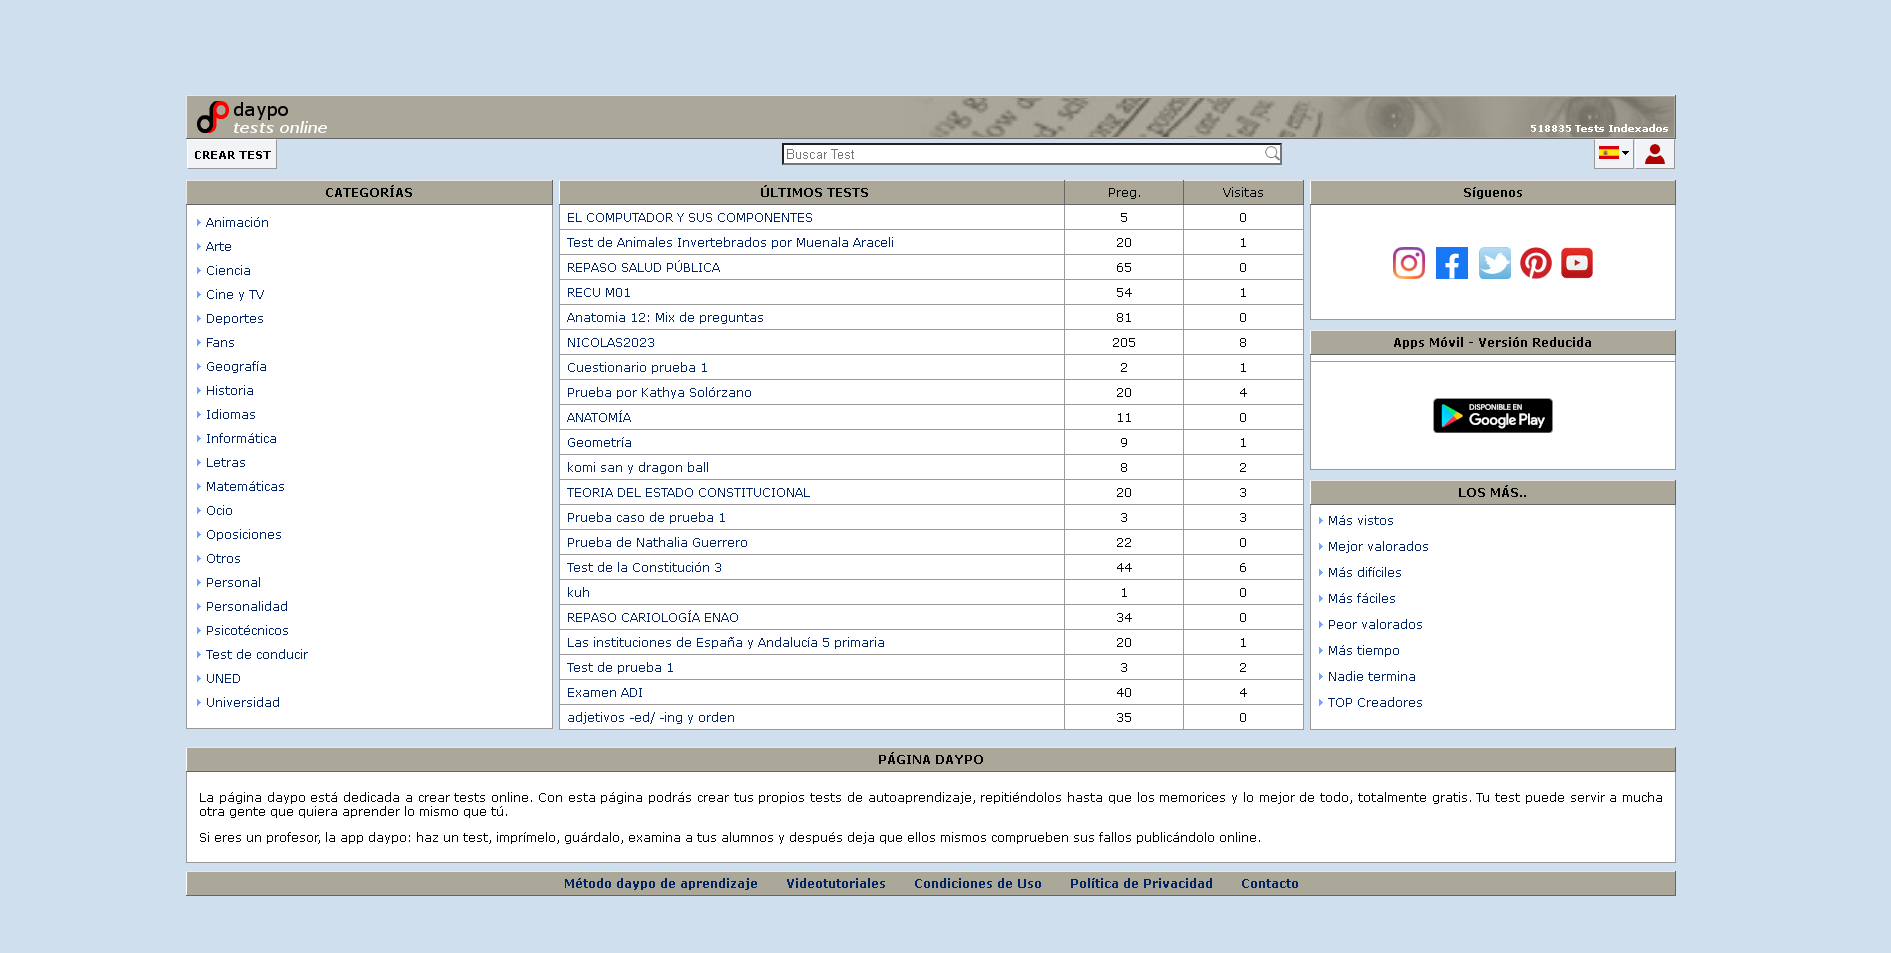 daypo
tests online
518835 Tests Indexados
CREAR TEST
Buscar Test
CATEGORÍAS
Animación
Arte
Ciencia
Cine y TV
Deportes
Fans
Geografía
Historia
Idiomas
Informática
Letras
Matemáticas
Ocio
Oposiciones
Otros
Personal
Personalidad
Psicotécnicos
Test de conducir
UNED
Universidad
ÚLTIMOS TESTS Preg. Visitas
EL COMPUTADOR Y SUS COMPONENTES 5 0
Test de Animales Invertebrados por Muenala Araceli 20 1
REPASO SALUD PÚBLICA 65 0
RECU M01 54 1
Anatomia 12: Mix de preguntas 81 0
NICOLAS2023 205 8
Cuestionario prueba 1 2 1
Prueba por Kathya Solórzano 20 4
ANATOMÍA 11 0
Geometría 9 1
komi san y dragon ball 8 2
TEORIA DEL ESTADO CONSTITUCIONAL 20 3
Prueba caso de prueba 1 3 3
Prueba de Nathalia Guerrero 22 0
Test de la Constitución 3 44 6
kuh 1 0
REPASO CARIOLOGÍA ENAO 34 0
Las instituciones de España y Andalucía 5 primaria 20 1
Test de prueba 1 3 2
Examen ADI 40 4
adjetivos -ed/ -ing y orden 35 0
Síguenos
Apps Móvil - Versión Reducida
DISPONIBLE EN
Google Play
LOS MÁS..
Más vistos
Mejor valorados
Más difíciles
Más fáciles
Peor valorados
Más tiempo
Nadie termina
TOP Creadores
PÁGINA DAYPO
La página daypo está dedicada a crear tests online. Con esta página podrás crear tus propios tests de autoaprendizaje, repitiéndolos hasta que los memorices y lo mejor de todo, totalmente gratis. Tu test puede servir a mucha
otra gente que quiera aprender lo mismo que tú.
Si eres un profesor, la app daypo: haz un test, imprímelo, guárdalo, examina a tus alumnos y después deja que ellos mismos comprueben sus fallos publicándolo online.
Método daypo de aprendizaje Videotutoriales Condiciones de Uso Política de Privacidad Contacto